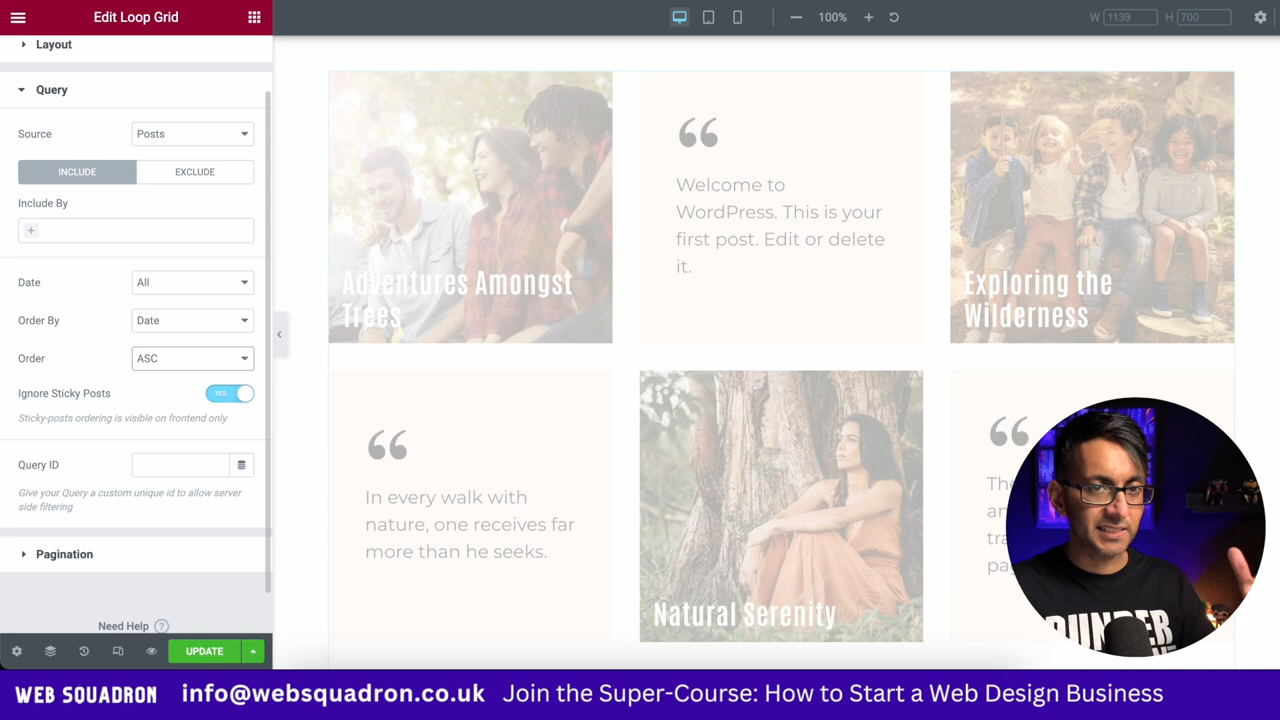 Edit Loop Grid
100%
W 1139 H 700
Layout
Query
Source Posts
INCLUDE EXCLUDE
Include By
+
Date All
Order By Date
Order ASC
Ignore Sticky Posts YES
Sticky-posts ordering is visible on frontend only
Query ID
Give your Query a custom unique id to allow server
side filtering
Pagination
Need Help ?
UPDATE
Adventures Amongst
Trees
“
Welcome to
WordPress. This is your
first post. Edit or delete
it.
Exploring the
Wilderness
“
In every walk with
nature, one receives far
more than he seeks.
Natural Serenity
“
WEB SQUADRON info@websquadron.co.uk Join the Super-Course: How to Start a Web Design Business